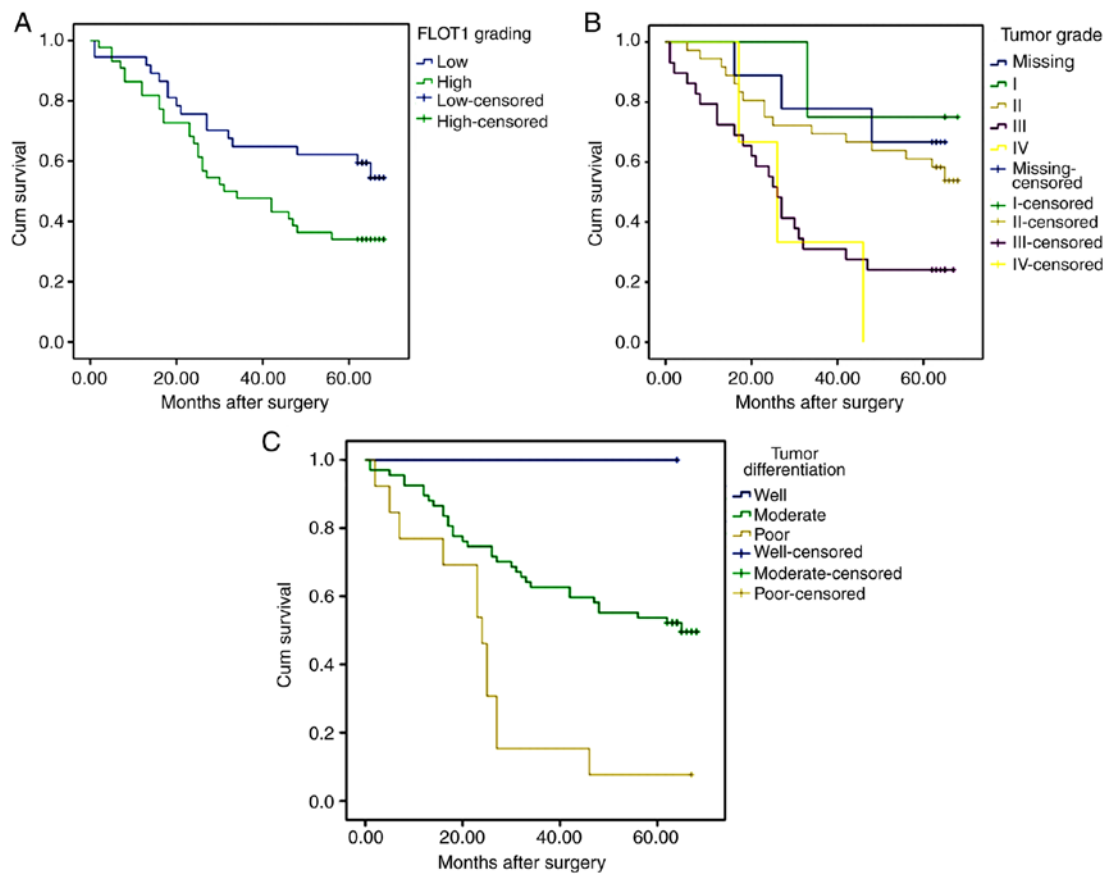 A
FLOT1 grading
Low
High
Low-censored
High-censored
1.0
0.8
0.6
0.4
0.2
0.0
Cum survival
0.00 20.00 40.00 60.00
Months after surgery
B
Tumor grade
Missing
I
II
III
IV
Missing-
censored
I-censored
II-censored
III-censored
IV-censored
1.0
0.8
0.6
0.4
0.2
0.0
Cum survival
0.00 20.00 40.00 60.00
Months after surgery
C
Tumor
differentiation
Well
Moderate
Poor
Well-censored
Moderate-censored
Poor-censored
1.0
0.8
0.6
0.4
0.2
0.0
Cum survival
0.00 20.00 40.00 60.00
Months after surgery